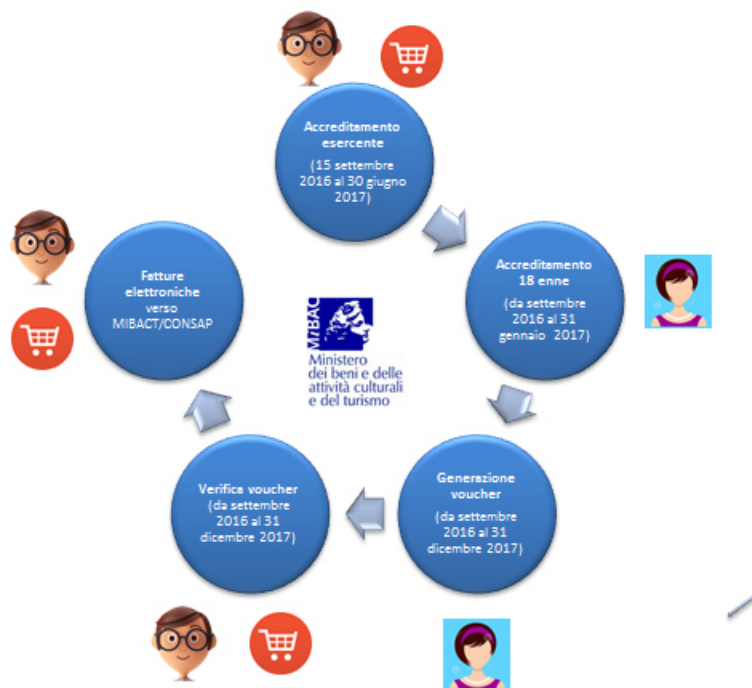 Accreditamento
esercente
(15 settembre
2016 al 30 giugno
2017)
Accreditamento
18 enne
(da settembre
2016 al 31
gennaio 2017)
Generazione
voucher
(da settembre
2016 al 31
dicembre 2017)
Verifica voucher
(da settembre
2016 al 31
dicembre 2017)
Fatture
elettroniche
verso
MIBACT/CONSAP
MiBAC
Ministero
dei beni e delle
attività culturali
e del turismo